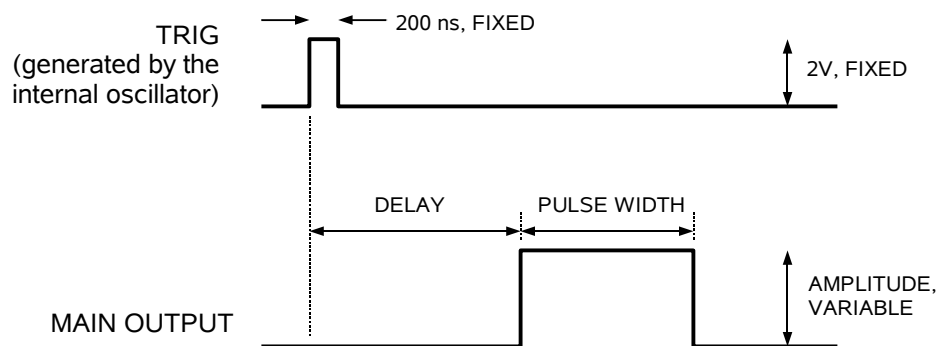 200 ns, FIXED
TRIG
(generated by the
internal oscillator)
2V, FIXED
DELAY
PULSE WIDTH
AMPLITUDE,
VARIABLE
MAIN OUTPUT